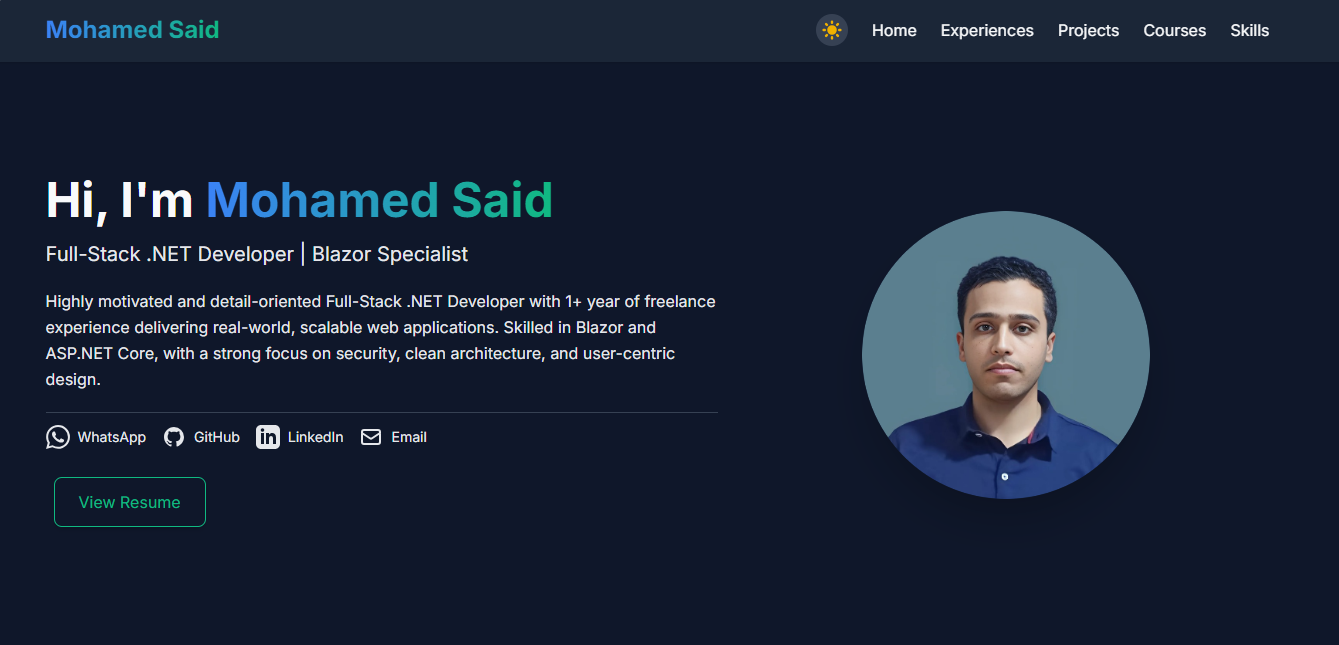 Mohamed Said
Home Experiences Projects Courses Skills
Hi, I'm Mohamed Said
Full-Stack .NET Developer | Blazor Specialist
Highly motivated and detail-oriented Full-Stack .NET Developer with 1+ year of freelance
experience delivering real-world, scalable web applications. Skilled in Blazor and
ASP.NET Core, with a strong focus on security, clean architecture, and user-centric
design.
WhatsApp GitHub LinkedIn Email
View Resume